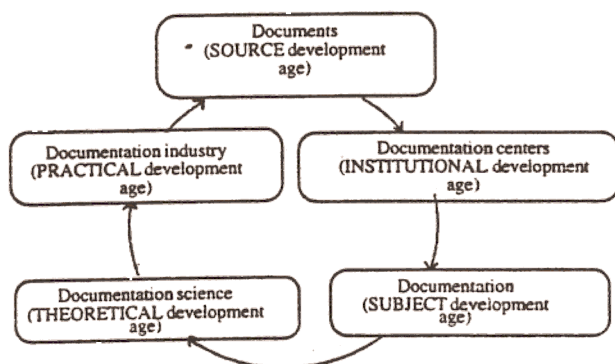 Documents
(SOURCE development
age)
Documentation industry
(PRACTICAL development
age)
Documentation centers
(INSTITUTIONAL development
age)
Documentation science
(THEORETICAL development
age)
Documentation
(SUBJECT development
age)